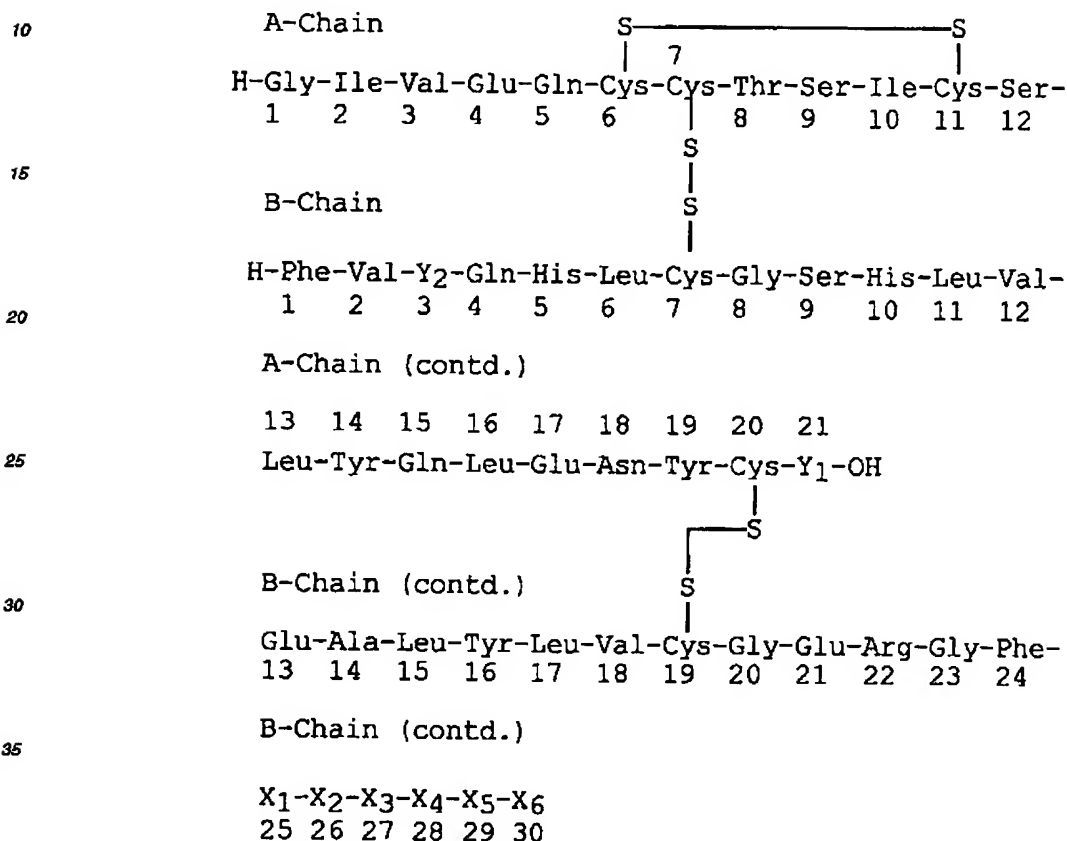 10 A-Chain S S
7
H-Gly-Ile-Val-Glu-Gln-Cys-Cys-Thr-Ser-Ile-Cys-Ser-
1 2 3 4 5 6 8 9 10 11 12
S
15
B-Chain S
H-Phe-Val-Y2-Gln-His-Leu-Cys-Gly-Ser-His-Leu-Val-
1 2 3 4 5 6 7 8 9 10 11 12
20
A-Chain (contd.)
13 14 15 16 17 18 19 20 21
25 Leu-Tyr-Gln-Leu-Glu-Asn-Tyr-Cys-Y1-OH
S
B-Chain (contd.) S
30
Glu-Ala-Leu-Tyr-Leu-Val-Cys-Gly-Glu-Arg-Gly-Phe-
13 14 15 16 17 18 19 20 21 22 23 24
B-Chain (contd.)
35
X1-X2-X3-X4-X5-X6
25 26 27 28 29 30